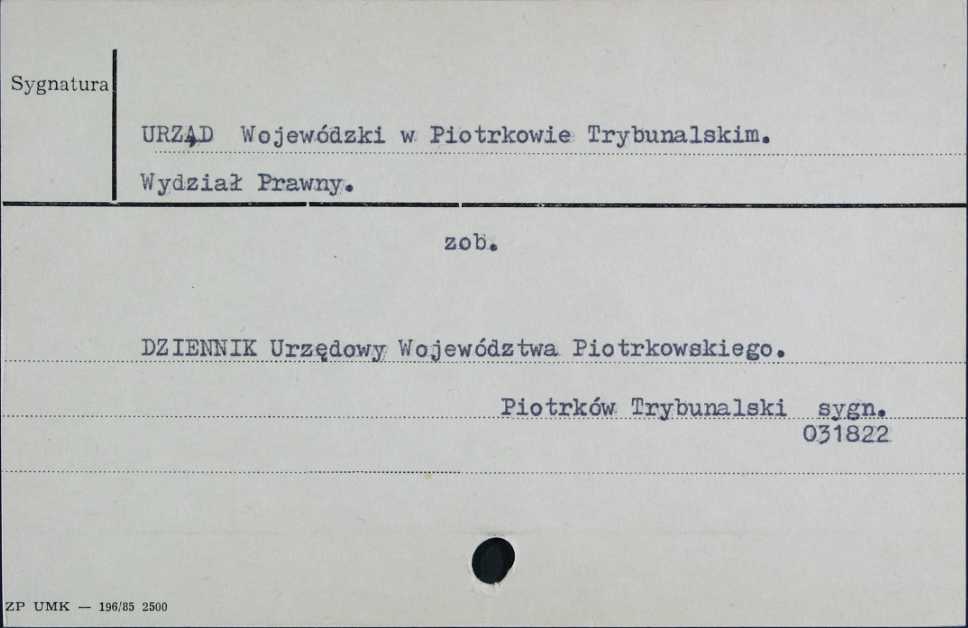 Sygnatura
URZĄD Wojewódzki w Piotrkowie Trybunalskim.
Wydział Prawny.
zob.
DZIENNIK Urzędowy Województwa Piotrkowskiego.
Piotrków Trybunalski sygn.
031822
ZP UMK — 196/85 2500